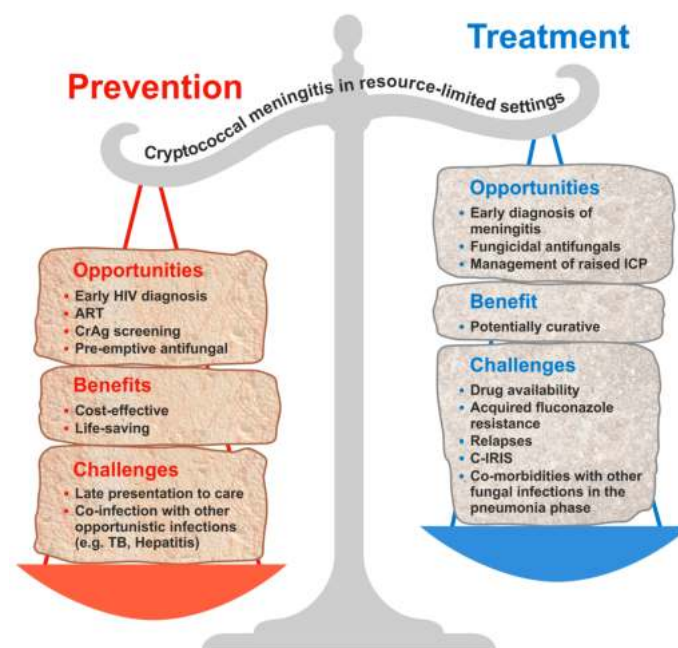 Treatment
Prevention
Cryptococcal meningitis in resource-limited settings
Opportunities
• Early HIV diagnosis
• ART
• CrAg screening
• Pre-emptive antifungal
Benefits
• Cost-effective
• Life-saving
Challenges
• Late presentation to care
• Co-infection with other
opportunistic infections
(e.g. TB, Hepatitis)
Opportunities
• Early diagnosis of
meningitis
• Fungicidal antifungals
• Management of raised ICP
Benefit
• Potentially curative
Challenges
• Drug availability
• Acquired fluconazole
resistance
• Relapses
• C-IRIS
• Co-morbidities with other
fungal infections in the
pneumonia phase